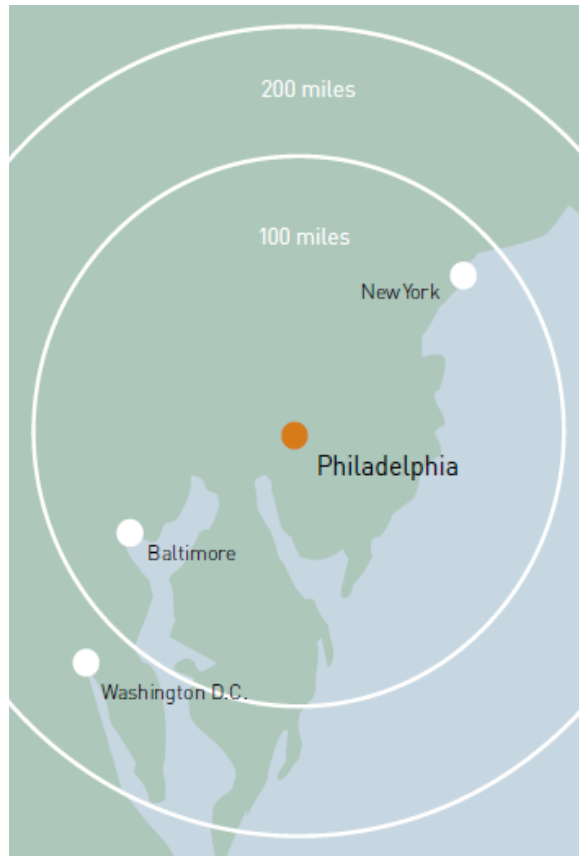 200 miles
100 miles
New York
Philadelphia
Baltimore
Washington D.C.